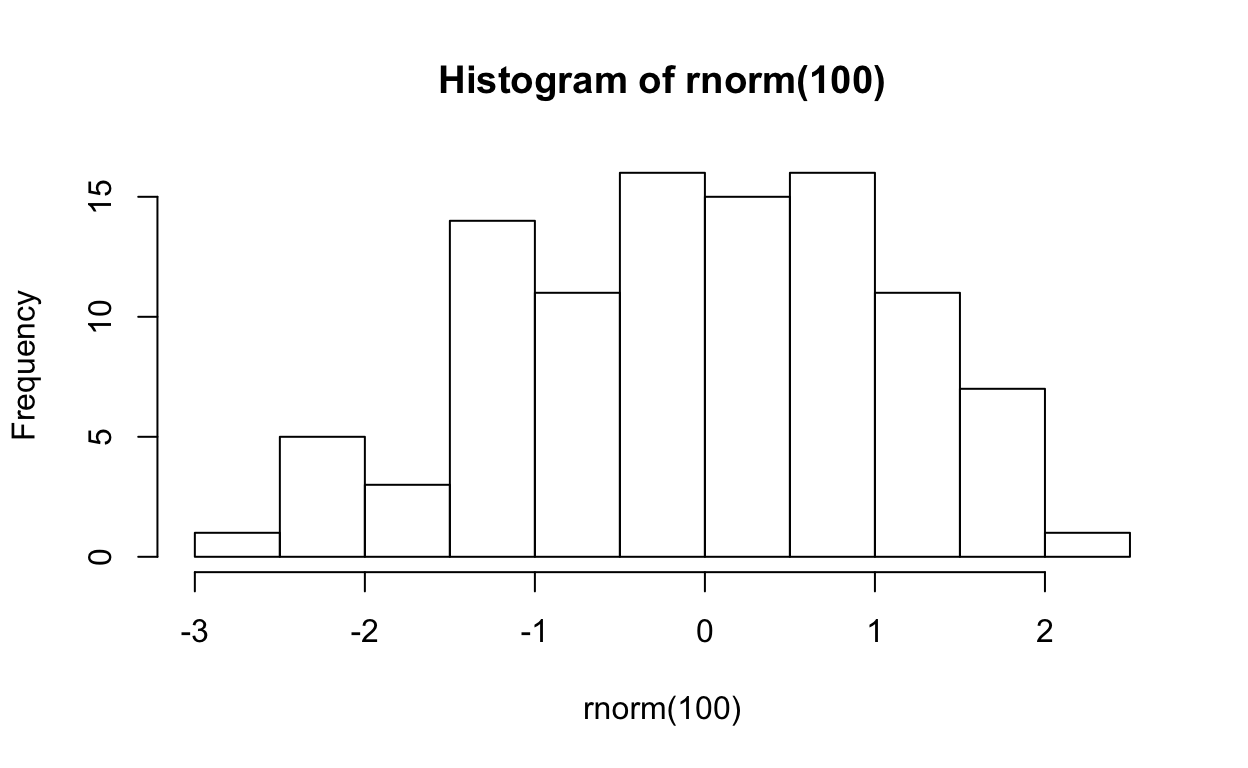 Histogram of rnorm(100)
Frequency
15
10
5
0
-3 -2 -1 0 1 2
rnorm(100)